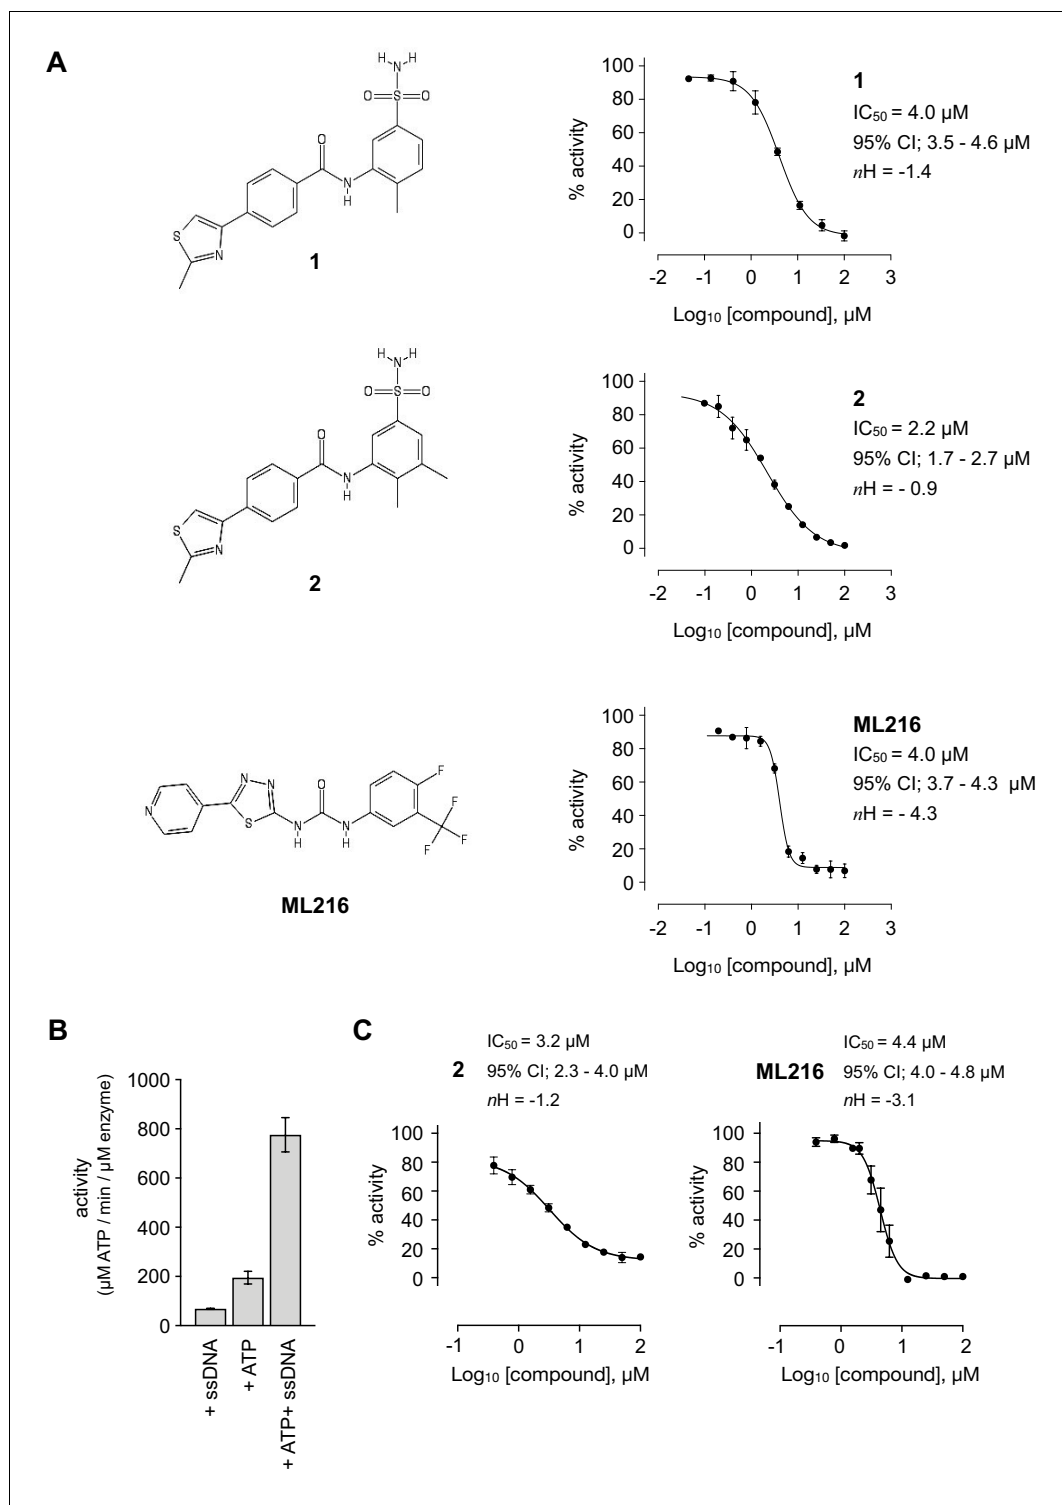 A
H H
N
O S O
O
N
H
S
N
1
100
80
60
40
20
0
% activity
-2 -1 0 1 2 3
Log10 [compound], µM
1
IC50 = 4.0 µM
95% CI; 3.5 - 4.6 µM
nH = -1.4
H H
N
O S O
O
N
H
S
N
2
100
80
60
40
20
0
% activity
-2 -1 0 1 2 3
Log10 [compound], µM
2
IC50 = 2.2 µM
95% CI; 1.7 - 2.7 µM
nH = - 0.9
N N
O
F
F
F
F
N
S
N
H
N
H
ML216
100
80
60
40
20
0
% activity
-2 -1 0 1 2 3
Log10 [compound], µM
ML216
IC50 = 4.0 µM
95% CI; 3.7 - 4.3 µM
nH = - 4.3
B
activity
(µM ATP / min / µM enzyme)
1000
800
600
400
200
0
+ ssDNA
+ ATP
+ ATP+ ssDNA
C
2
IC50 = 3.2 µM
95% CI; 2.3 - 4.0 µM
nH = -1.2
100
80
60
40
20
0
% activity
-1 0 1 2
Log10 [compound], µM
ML216
IC50 = 4.4 µM
95% CI; 4.0 - 4.8 µM
nH = -3.1
100
80
60
40
20
0
% activity
-1 0 1 2
Log10 [compound], µM